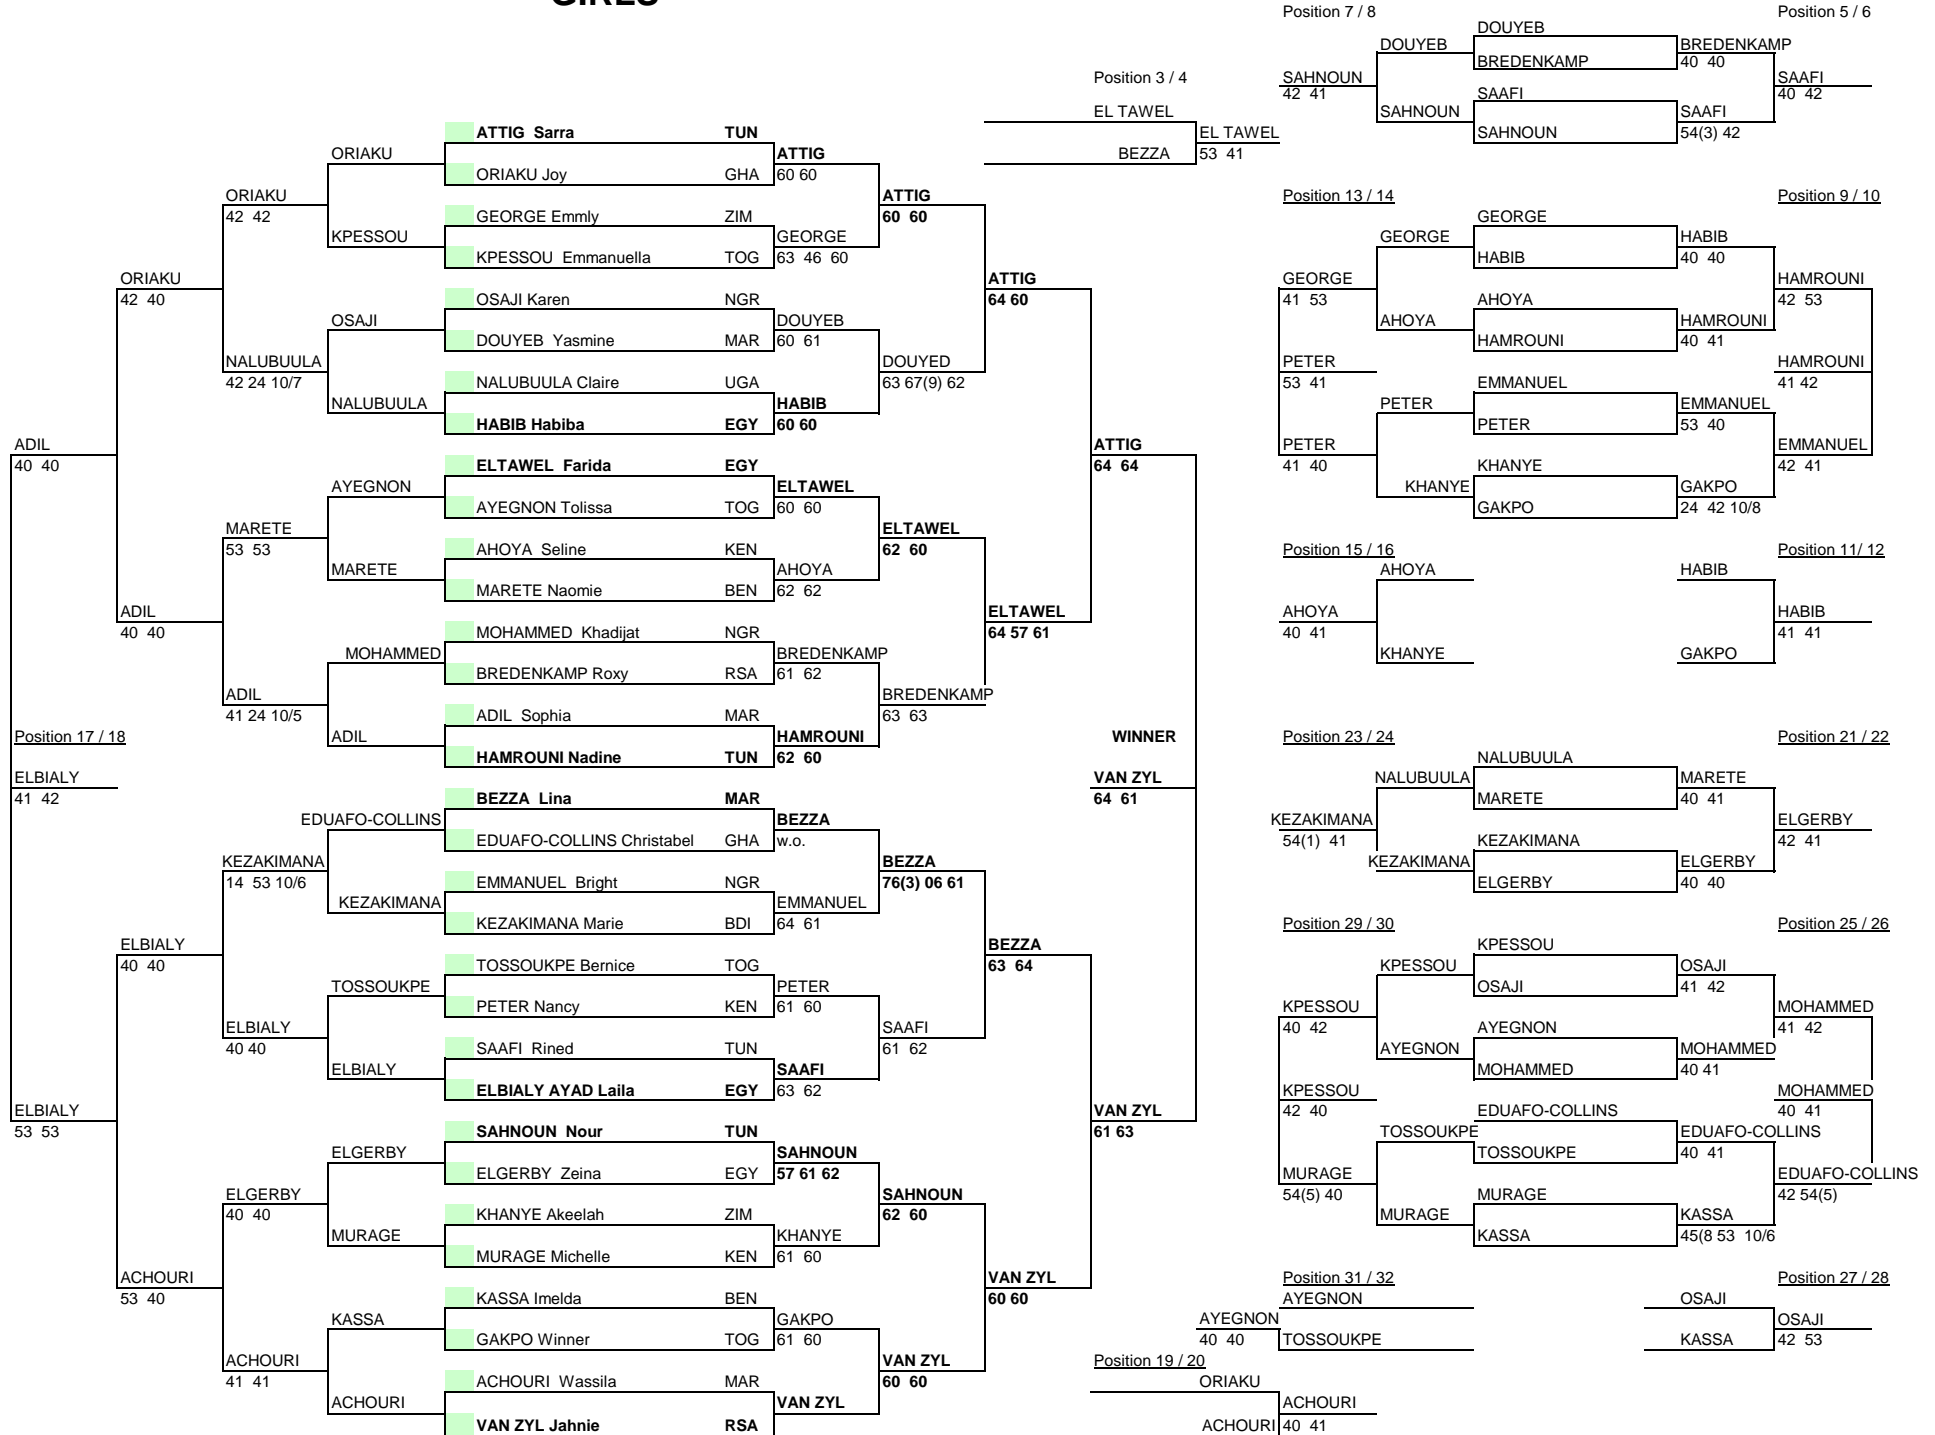 GIRLS
Position 7 / 8 Position 5 / 6
DOUYEB
DOUYEB BREDENKAMP
BREDENKAMP 40 40
Position 3 / 4 SAHNOUN SAAFI
42 41 SAAFI 40 42
EL TAWEL SAHNOUN SAAFI
ATTIG Sarra TUN EL TAWEL SAHNOUN 54(3) 42
ORIAKU ATTIG BEZZA 53 41
ORIAKU Joy GHA 60 60
ORIAKU ATTIG Position 13 / 14 Position 9 / 10
42 42 GEORGE Emmly ZIM 60 60 GEORGE
KPESSOU GEORGE GEORGE HABIB
KPESSOU Emmanuella TOG 63 46 60 HABIB 40 40
ORIAKU ATTIG GEORGE HAMROUNI
42 40 OSAJI Karen NGR 64 60 41 53 AHOYA 42 53
OSAJI DOUYEB AHOYA HAMROUNI
DOUYEB Yasmine MAR 60 61 HAMROUNI 40 41
NALUBUULA DOUYED PETER HAMROUNI
42 24 10/7 NALUBUULA Claire UGA 63 67(9) 62 53 41 EMMANUEL 41 42
NALUBUULA HABIB PETER EMMANUEL
HABIB Habiba EGY 60 60 PETER 53 40
ADIL ATTIG PETER EMMANUEL
40 40 ELTAWEL Farida EGY 64 64 41 40 KHANYE 42 41
AYEGNON ELTAWEL KHANYE GAKPO
AYEGNON Tolissa TOG 60 60 GAKPO 24 42 10/8
MARETE ELTAWEL
53 53 AHOYA Seline KEN 62 60 Position 15 / 16 Position 11/ 12
MARETE AHOYA AHOYA HABIB
MARETE Naomie BEN 62 62
ADIL ELTAWEL AHOYA HABIB
40 40 MOHAMMED Khadijat NGR 64 57 61 40 41 41 41
MOHAMMED BREDENKAMP KHANYE GAKPO
BREDENKAMP Roxy RSA 61 62
ADIL BREDENKAMP
41 24 10/5 ADIL Sophia MAR 63 63
Position 17 / 18 ADIL HAMROUNI WINNER Position 23 / 24 Position 21 / 22
HAMROUNI Nadine TUN 62 60 NALUBUULA
ELBIALY VAN ZYL NALUBUULA MARETE
41 42 BEZZA Lina MAR 64 61 MARETE 40 41
EDUAFO-COLLINS BEZZA KEZAKIMANA ELGERBY
EDUAFO-COLLINS Christabel GHA w.o. 54(1) 41 KEZAKIMANA 42 41
KEZAKIMANA BEZZA KEZAKIMANA ELGERBY
14 53 10/6 EMMANUEL Bright NGR 76(3) 06 61 ELGERBY 40 40
KEZAKIMANA EMMANUEL
KEZAKIMANA Marie BDI 64 61 Position 29 / 30 Position 25 / 26
ELBIALY BEZZA KPESSOU
40 40 TOSSOUKPE Bernice TOG 63 64 KPESSOU OSAJI
TOSSOUKPE PETER OSAJI 41 42
PETER Nancy KEN 61 60 KPESSOU MOHAMMED
ELBIALY SAAFI 40 42 AYEGNON 41 42
40 40 SAAFI Rined TUN 61 62 AYEGNON MOHAMMED
ELBIALY SAAFI MOHAMMED 40 41
ELBIALY AYAD Laila EGY 63 62 KPESSOU MOHAMMED
ELBIALY VAN ZYL 42 40 EDUAFO-COLLINS 40 41
53 53 SAHNOUN Nour TUN 61 63 TOSSOUKPE EDUAFO-COLLINS
ELGERBY SAHNOUN TOSSOUKPE 40 41
ELGERBY Zeina EGY 57 61 62 MURAGE EDUAFO-COLLINS
ELGERBY SAHNOUN 54(5) 40 MURAGE 42 54(5)
40 40 KHANYE Akeelah ZIM 62 60 MURAGE KASSA
MURAGE KHANYE KASSA 45(8 53 10/6
MURAGE Michelle KEN 61 60
ACHOURI VAN ZYL Position 31 / 32 Position 27 / 28
53 40 KASSA Imelda BEN 60 60 AYEGNON OSAJI
KASSA GAKPO AYEGNON OSAJI
GAKPO Winner TOG 61 60 40 40 TOSSOUKPE KASSA 42 53
ACHOURI VAN ZYL Position 19 / 20
41 41 ACHOURI Wassila MAR 60 60 ORIAKU
ACHOURI VAN ZYL ACHOURI
VAN ZYL Jahnie RSA ACHOURI 40 41